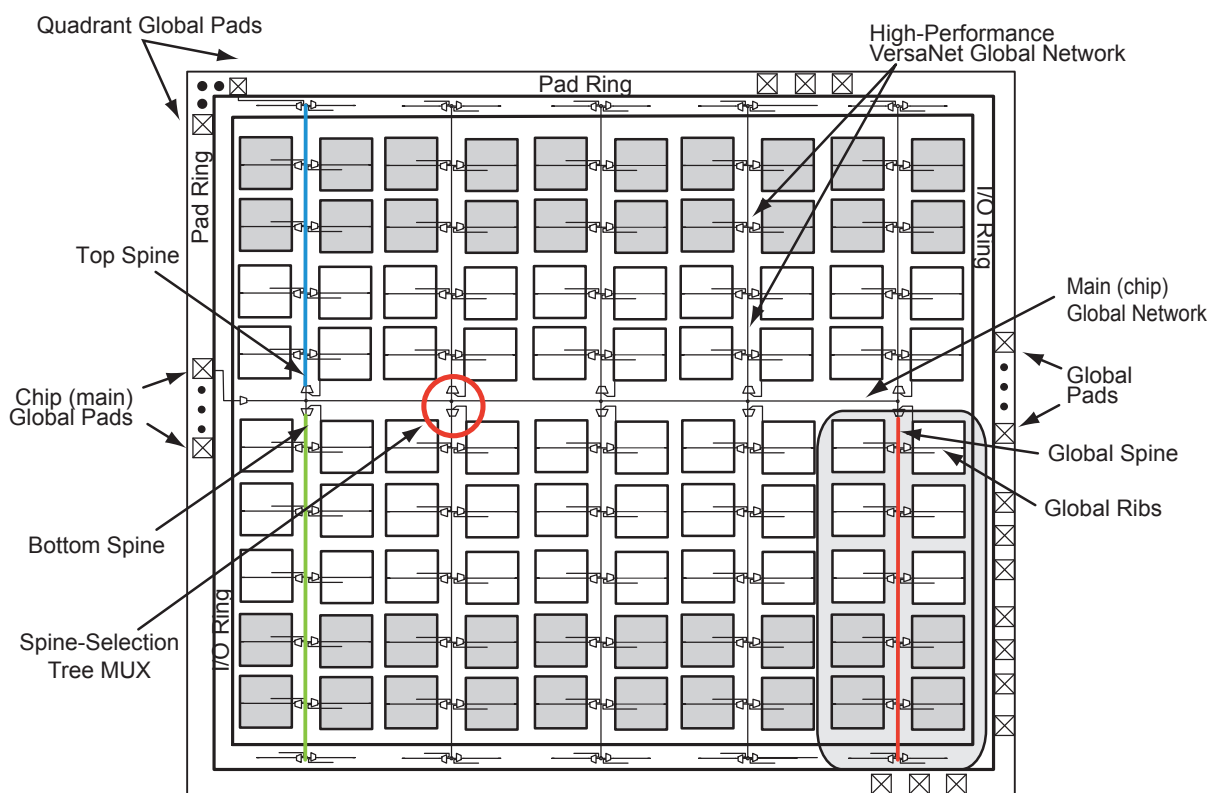 Quadrant Global Pads
High-Performance
VersaNet Global Network
Pad Ring
Pad Ring
I/O Ring
Top Spine
Main (chip)
Global Network
Chip (main)
Global Pads
Global
Pads
Global Spine
Global Ribs
Bottom Spine
I/O Ring
Spine-Selection
Tree MUX